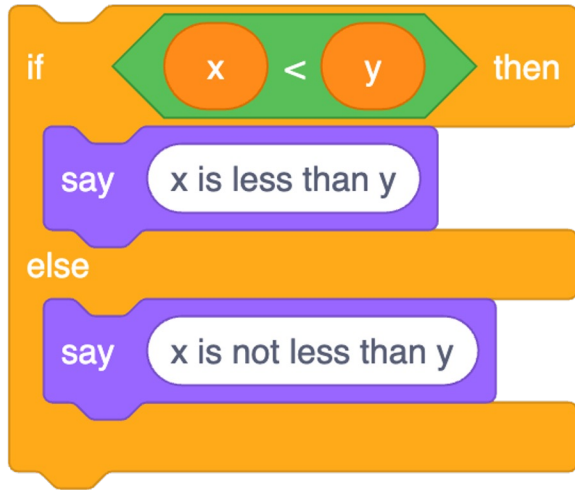 if x < y then
say x is less than y
else
say x is not less than y